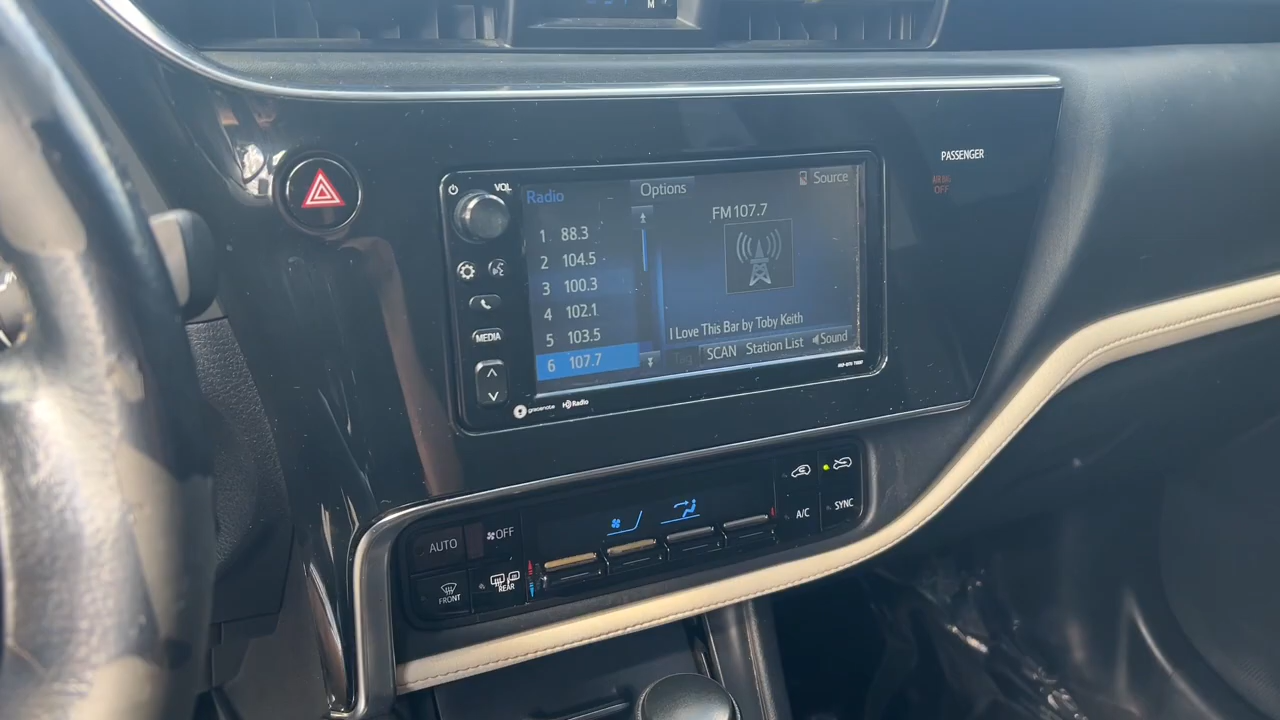 M
PASSENGER
AIR BAG
OFF
VOL
Radio
Options
Source
FM 107.7
1 88.3
2 104.5
3 100.3
4 102.1
5 103.5
6 107.7
I Love This Bar by Toby Keith
Tag
SCAN
Station List
Sound
MEDIA
gracenote
HD Radio
AUTO
OFF
FRONT
REAR
A/C
SYNC